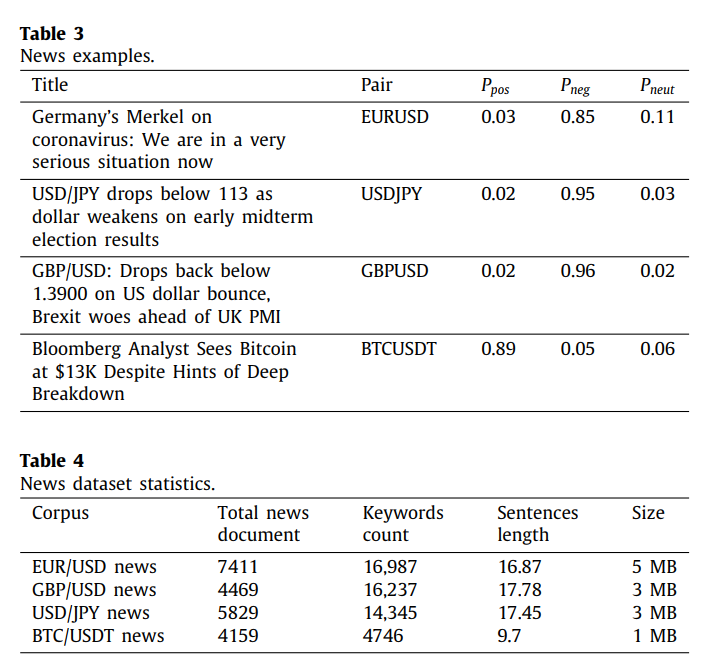 Table 3
News examples.
Title Pair Ppos Pneg Pneut
Germany's Merkel on EURUSD 0.03 0.85 0.11
coronavirus: We are in a very
serious situation now
USD/JPY drops below 113 as USDJPY 0.02 0.95 0.03
dollar weakens on early midterm
election results
GBP/USD: Drops back below GBPUSD 0.02 0.96 0.02
1.3900 on US dollar bounce,
Brexit woes ahead of UK PMI
Bloomberg Analyst Sees Bitcoin BTCUSDT 0.89 0.05 0.06
at $13K Despite Hints of Deep
Breakdown
Table 4
News dataset statistics.
Corpus Total news Keywords Sentences Size
document count length
EUR/USD news 7411 16,987 16.87 5 MB
GBP/USD news 4469 16,237 17.78 3 MB
USD/JPY news 5829 14,345 17.45 3 MB
BTC/USDT news 4159 4746 9.7 1 MB